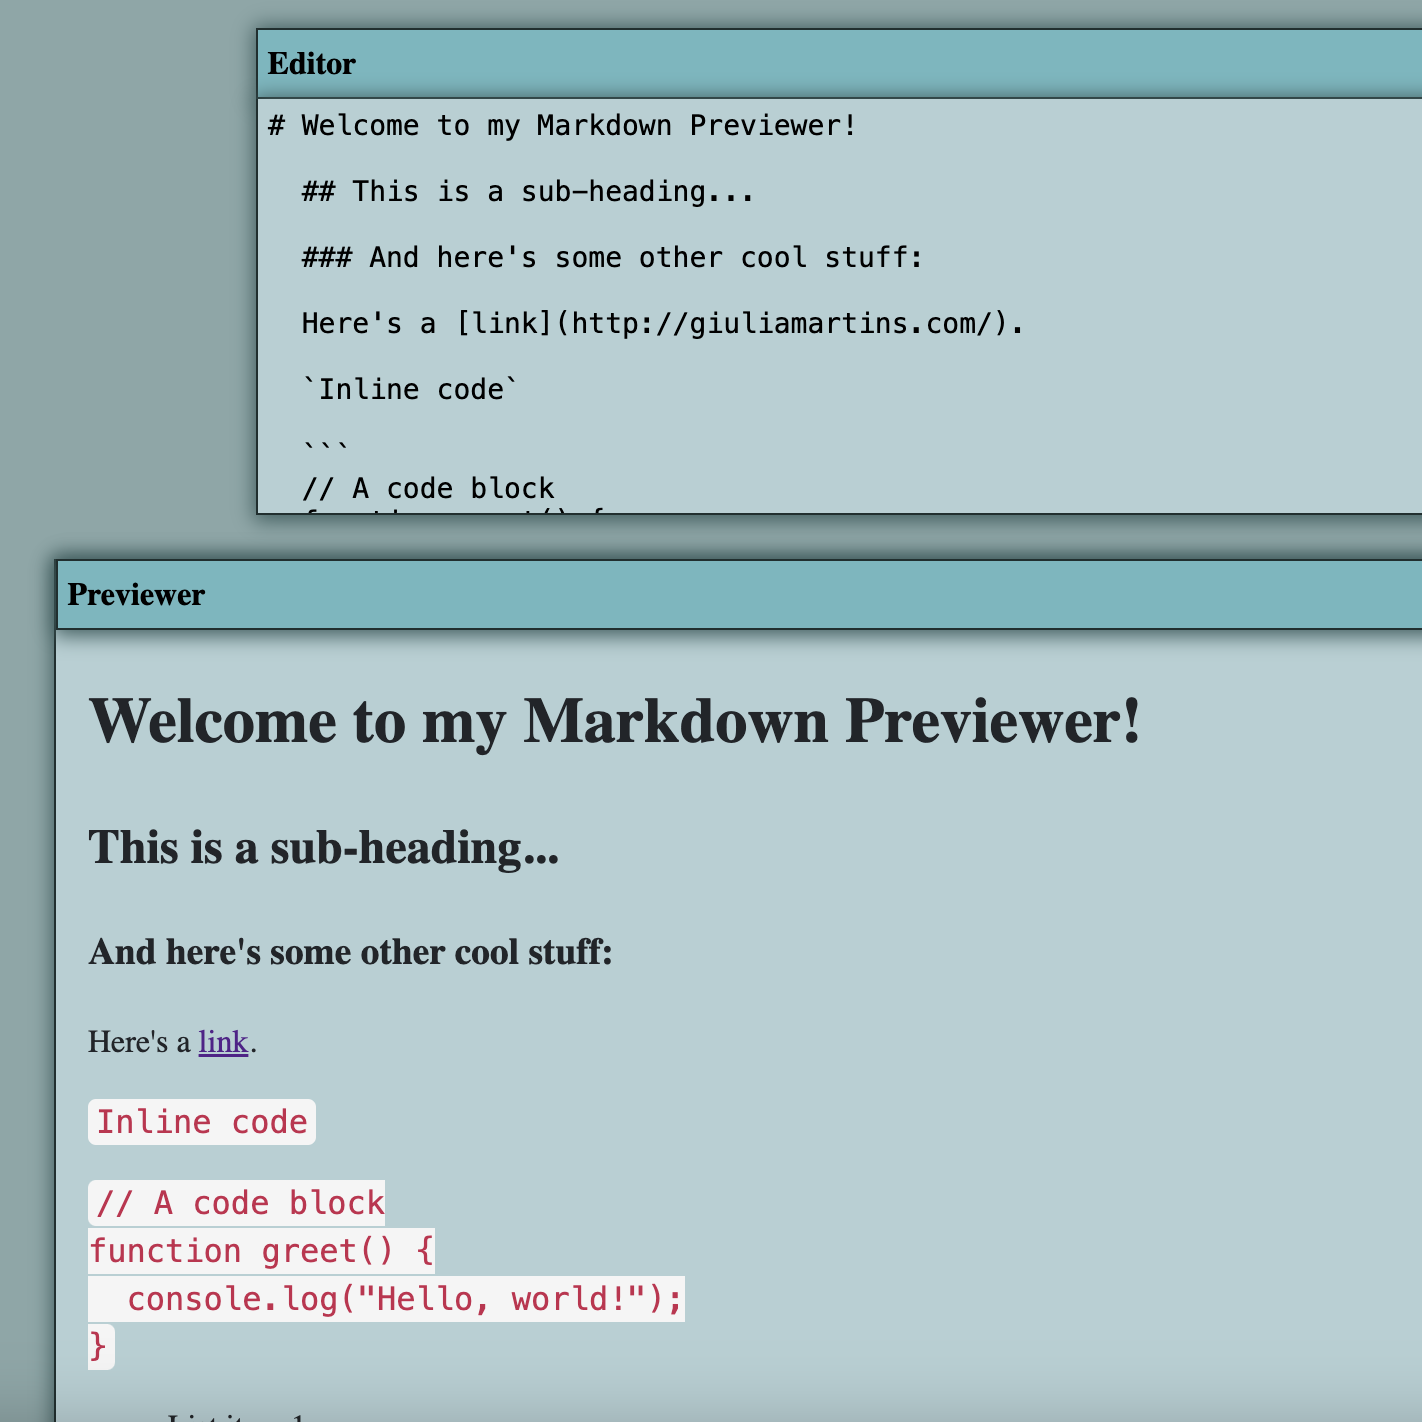 Editor
# Welcome to my Markdown Previewer!
## This is a sub-heading...
### And here's some other cool stuff:
Here's a [link](http://giuliamartins.com/).
`Inline code`
```
// A code block
Previewer
Welcome to my Markdown Previewer!
This is a sub-heading...
And here's some other cool stuff:
Here's a link.
Inline code
// A code block
function greet() {
  console.log("Hello, world!");
}